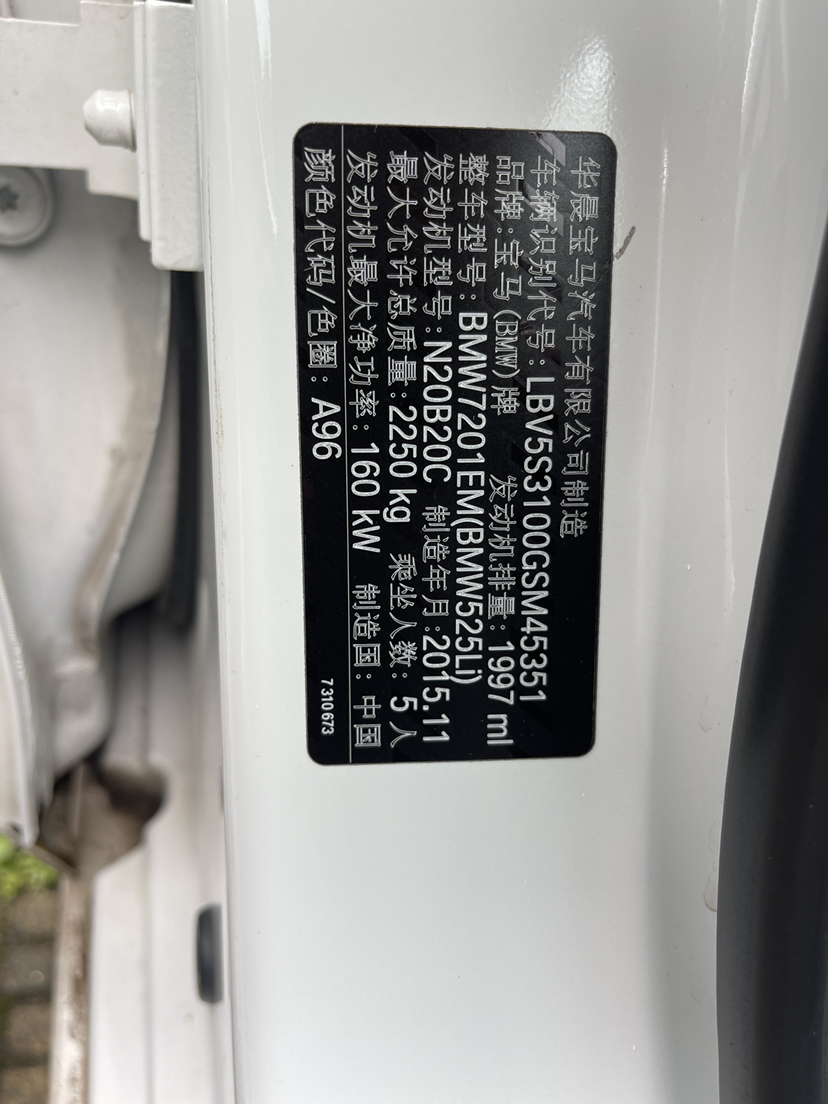 华晨宝马汽车有限公司制造
车辆识别代号:LBV5S3100GSM45351
品牌:宝马(BMW)牌 发动机排量:1997 ml
整车型号:BMW7201EM(BMW525Li)
发动机型号:N20B20C 制造年月:2015.11
最大允许总质量:2250 kg 乘坐人数:5人
发动机最大净功率:160 kW 制造国:中国
颜色代码/色圈:A96
7 310 673